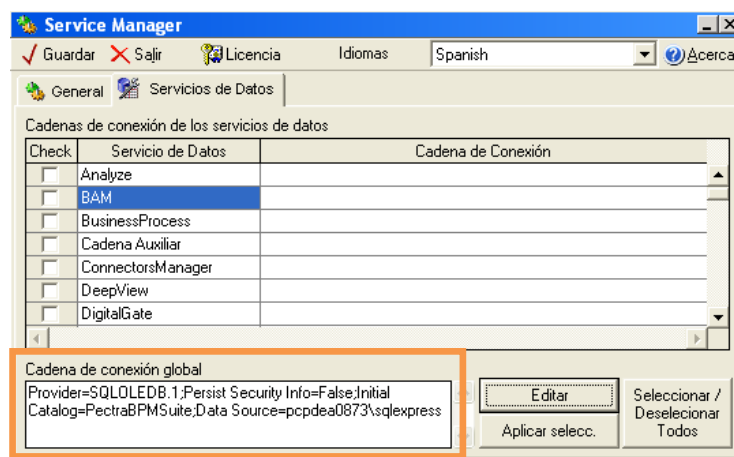 Service Manager
Guardar Salir Licencia Idiomas Spanish Acerca
General Servicios de Datos
Cadenas de conexión de los servicios de datos
Check Servicio de Datos Cadena de Conexión
Analyze
BAM
BusinessProcess
Cadena Auxiliar
ConnectorsManager
DeepView
DigitalGate
Cadena de conexión global
Provider=SQLOLEDB.1;Persist Security Info=False;Initial
Catalog=PectraBPMSuite;Data Source=pcpdea0873\sqlexpress
Editar
Aplicar selecc.
Seleccionar /
Deselecionar
Todos